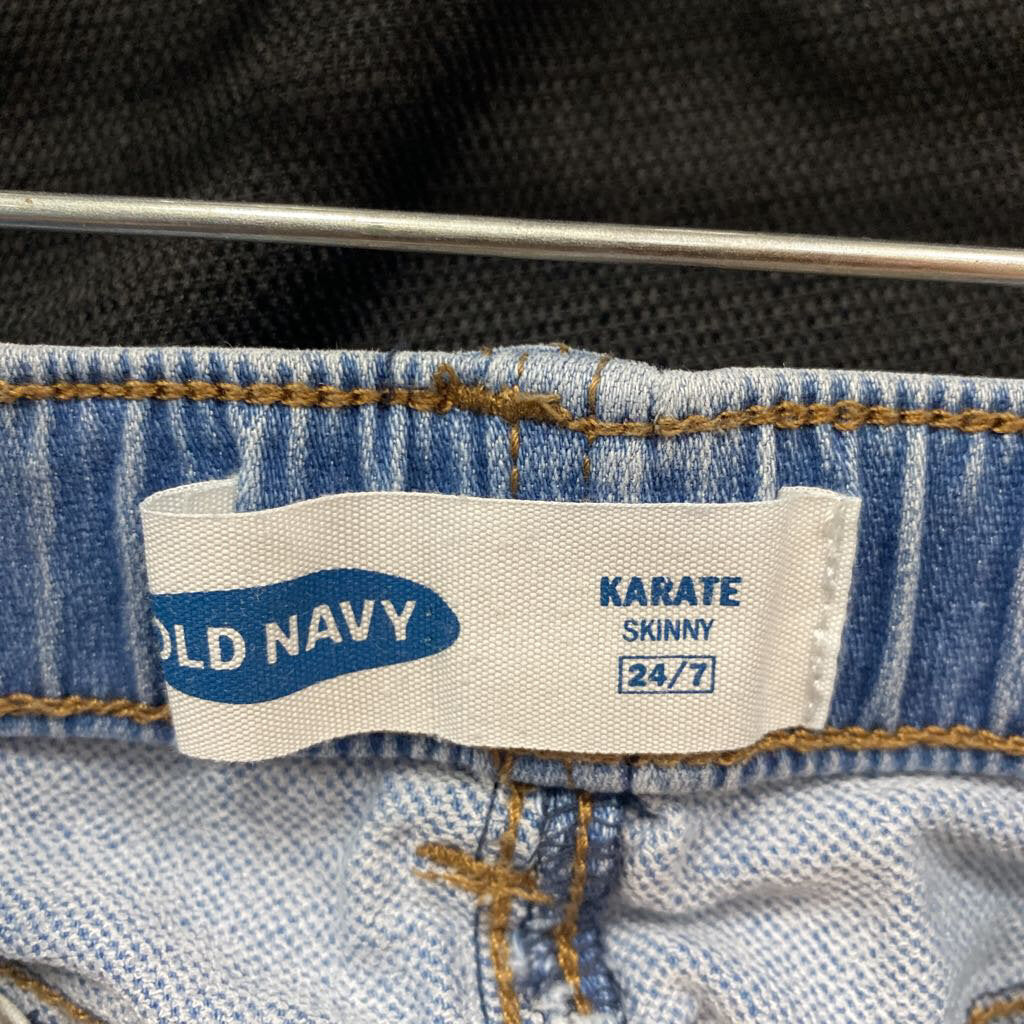 OLD NAVY
KARATE
SKINNY
24/7